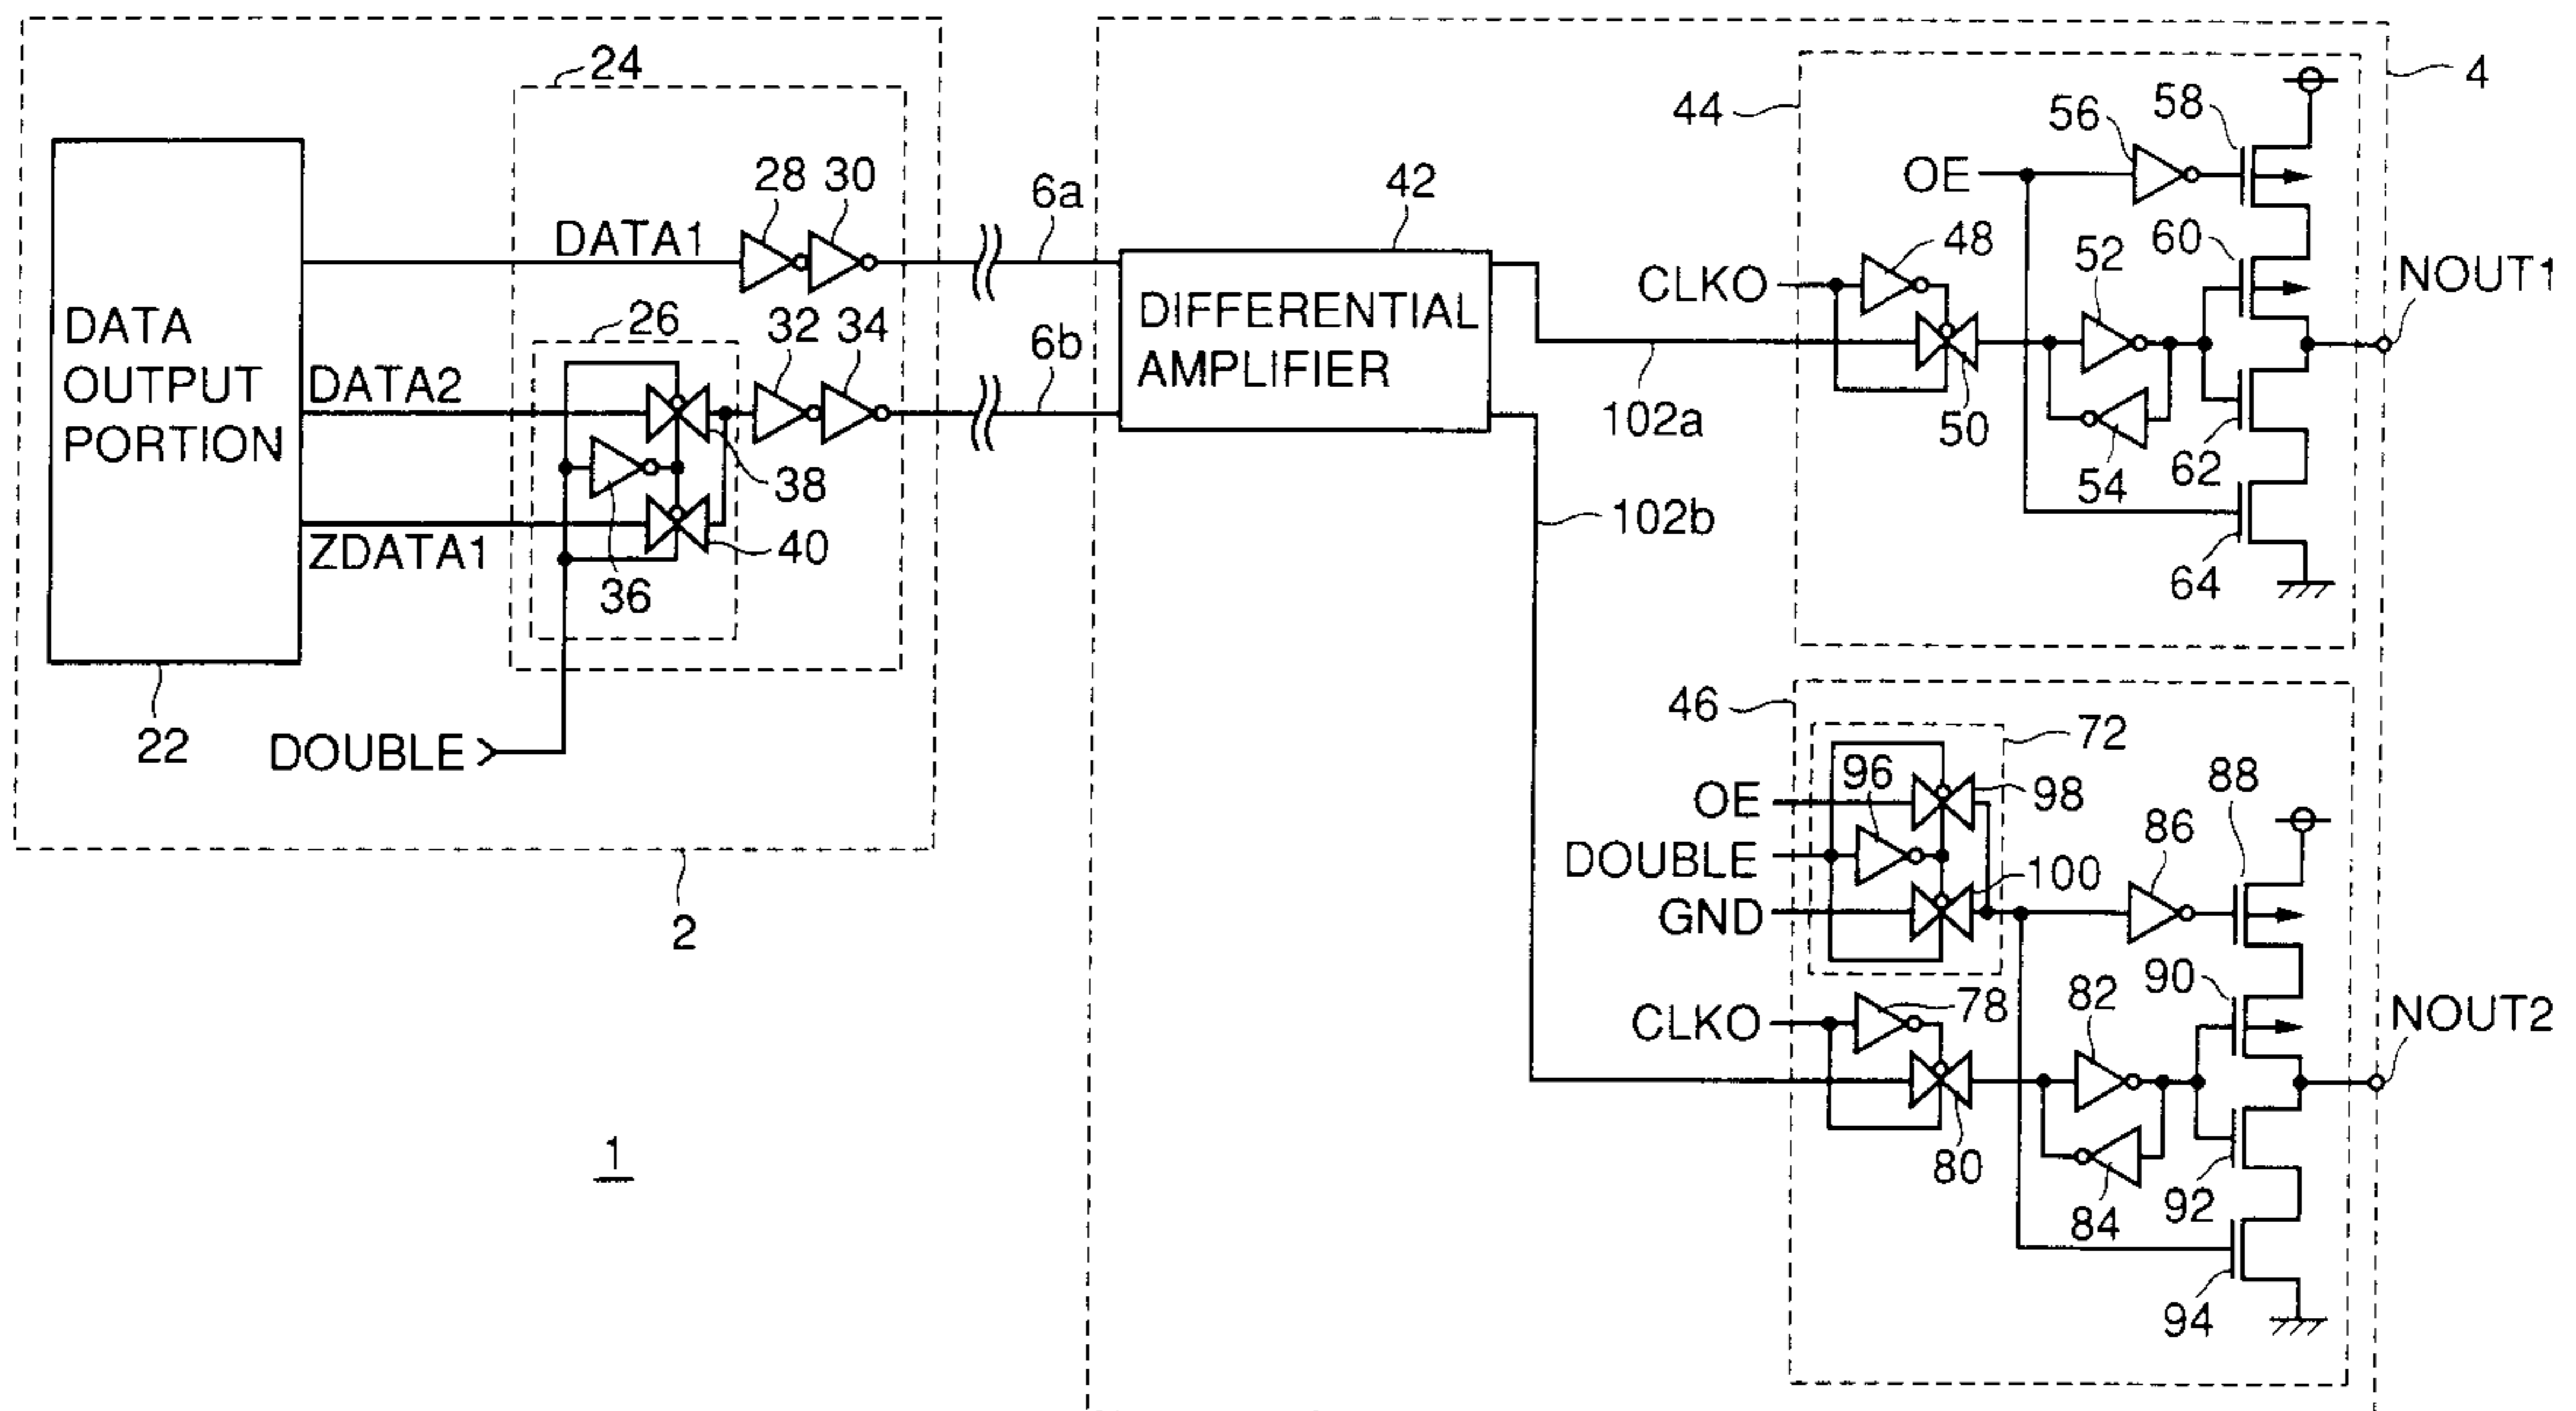 24
4
44
58
56
28 30
42
OE
6a
60
48
52
NOUT1
DATA1
CLKO
DATA
OUTPUT
PORTION
26
32 34
6b
DIFFERENTIAL
AMPLIFIER
DATA2
102a
50
62
38
54
102b
ZDATA1
40
36
64
46
72
22
DOUBLE
88
96
98
OE
86
DOUBLE
100
GND
2
90
78
82
CLKO
NOUT2
1
80
92
84
94